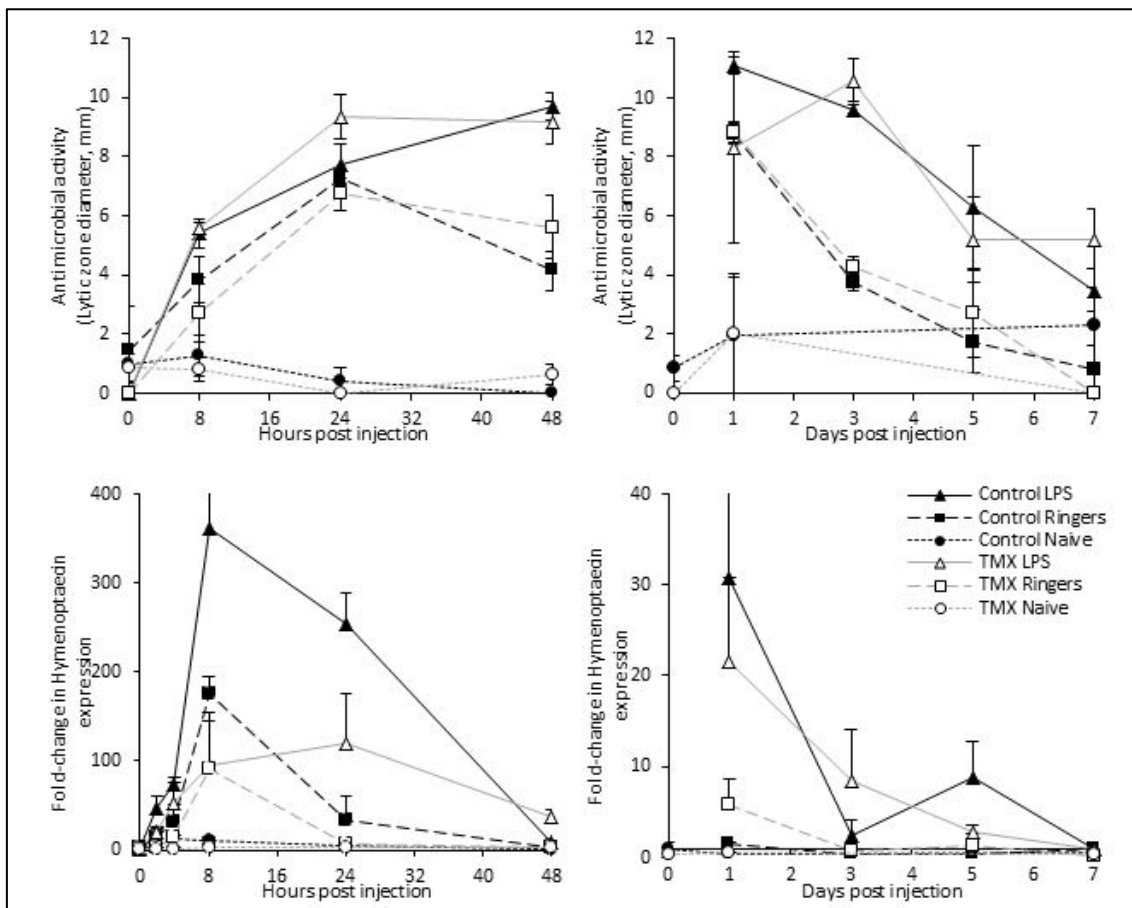 12
10
8
6
4
2
0
Antimicrobial activity
(Lytic zone diameter, mm)
0 8 16 24 32 40 48
Hours post injection
12
10
8
6
4
2
0
Antimicrobial activity
(Lytic zone diameter, mm)
0 1 2 3 4 5 6 7
Days post injection
400
300
200
100
0
Fold-change in Hymenoptaecin
expression
0 8 16 24 32 40 48
Hours post injection
40
30
20
10
0
Fold-change in Hymenoptaecin
expression
0 1 2 3 4 5 6 7
Days post injection
Control LPS
Control Ringers
Control Naive
TMX LPS
TMX Ringers
TMX Naive